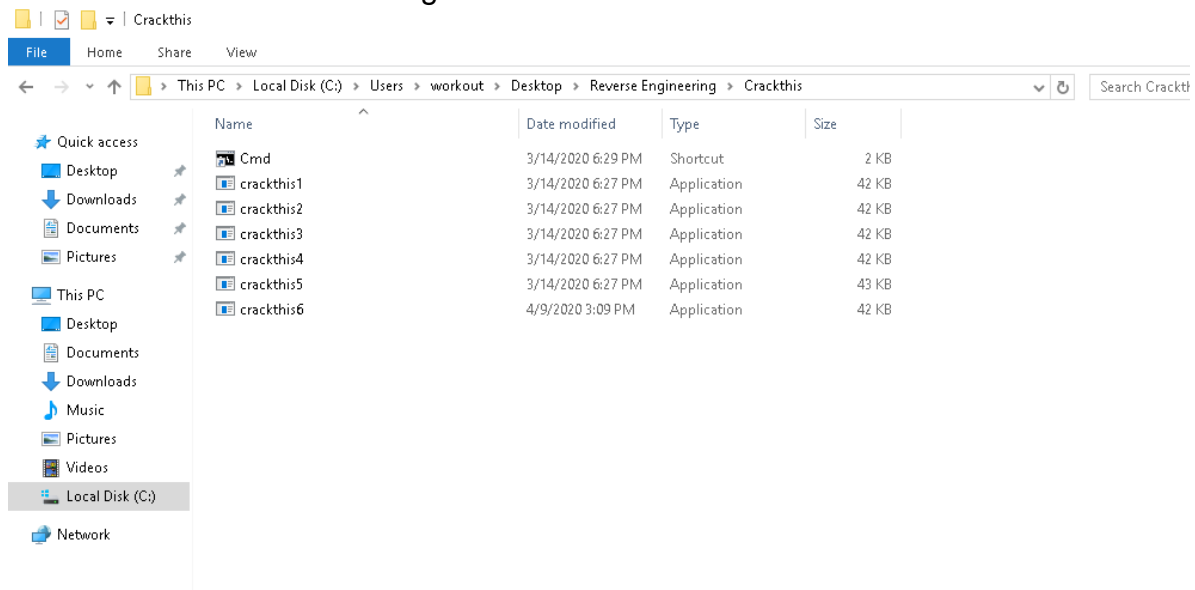 Crackthis
File Home Share View
This PC > Local Disk (C:) > Users > workout > Desktop > Reverse Engineering > Crackthis
Name Date modified Type Size
Quick access
Desktop
Downloads
Documents
Pictures
This PC
Desktop
Documents
Downloads
Music
Pictures
Videos
Local Disk (C:)
Network
Cmd 3/14/2020 6:29 PM Shortcut 2 KB
crackthis1 3/14/2020 6:27 PM Application 42 KB
crackthis2 3/14/2020 6:27 PM Application 42 KB
crackthis3 3/14/2020 6:27 PM Application 42 KB
crackthis4 3/14/2020 6:27 PM Application 42 KB
crackthis5 3/14/2020 6:27 PM Application 43 KB
crackthis6 4/9/2020 3:09 PM Application 42 KB
Search